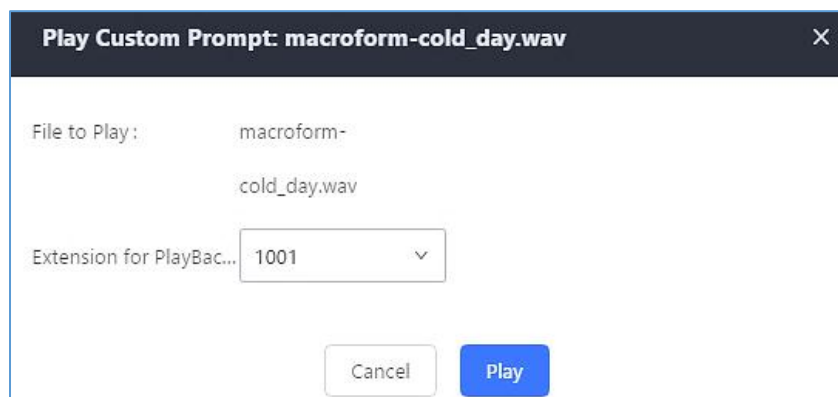 Play Custom Prompt: macroform-cold_day.wav
File to Play : macroform-
cold_day.wav
Extension for PlayBac... 1001
Cancel Play